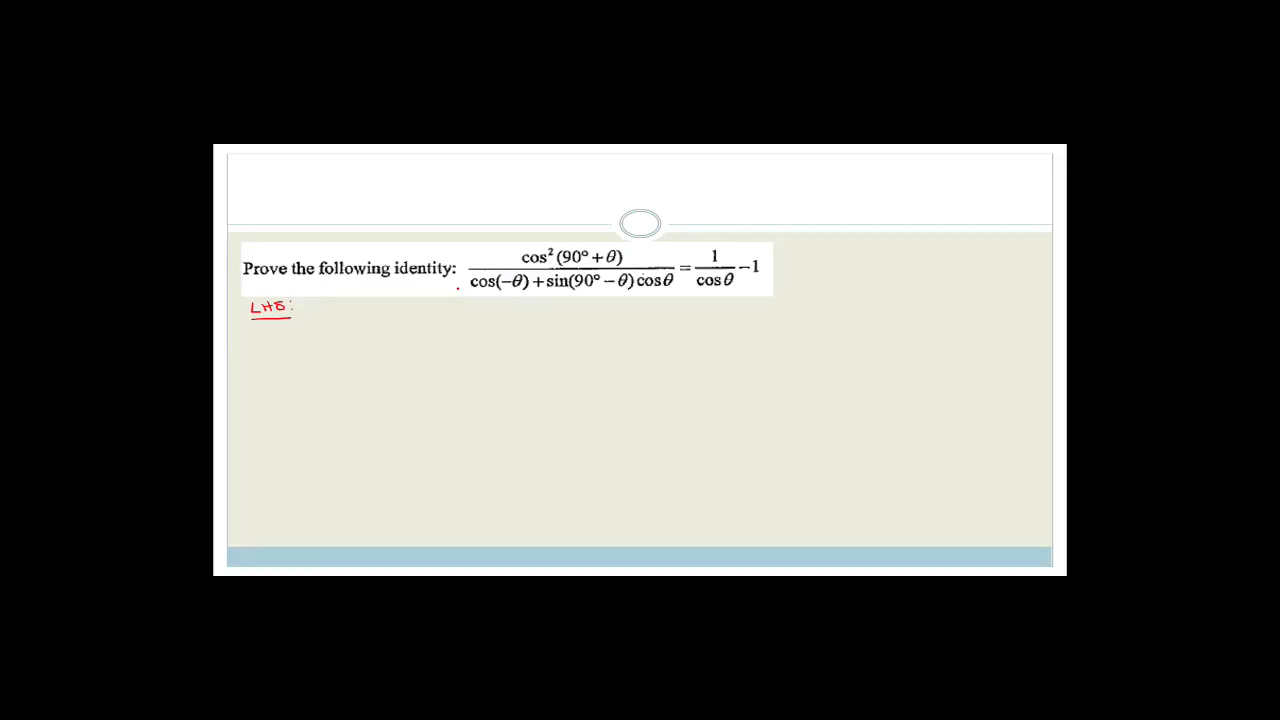 Prove the following identity: cos²(90° + θ) / cos(−θ) + sin(90° − θ) cos θ = 1 / cos θ − 1
LHS: